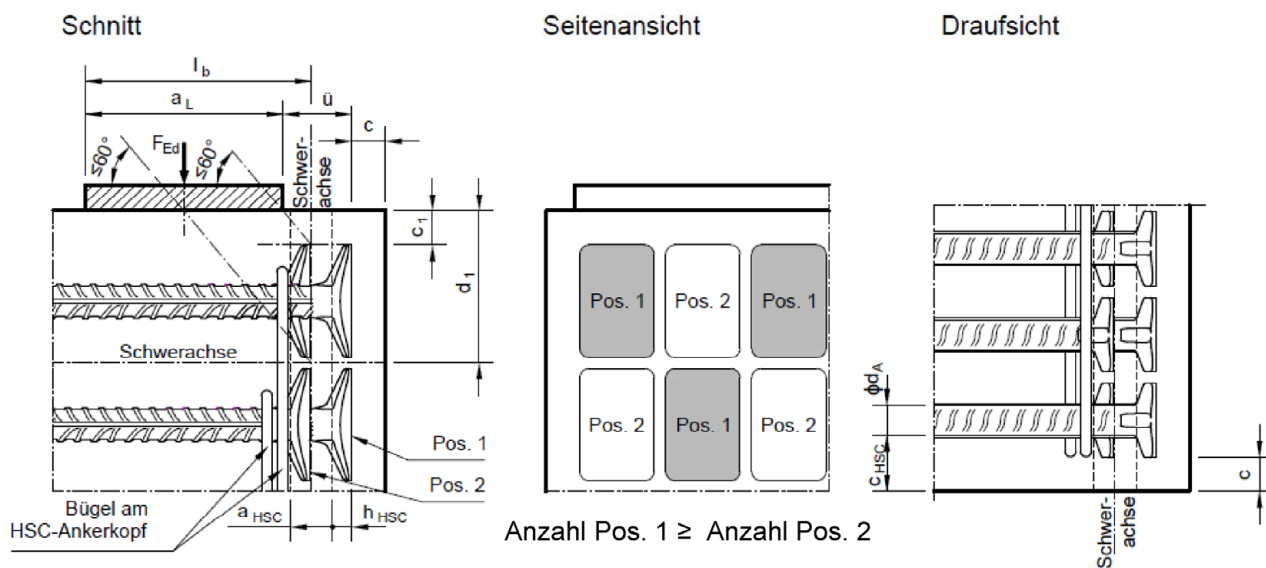 Schnitt
Seitenansicht
Draufsicht
l b
a L
ü
c
F Ed
≤60°
≤60°
Schwer-
achse
c 1
d 1
Schwerachse
Pos. 1
Pos. 2
Bügel am
HSC-Ankerkopf
a HSC
h HSC
Pos. 1
Pos. 2
Pos. 1
Pos. 2
Pos. 1
Pos. 2
Anzahl Pos. 1 ≥ Anzahl Pos. 2
ϕd A
c HSC
c
Schwer-
achse